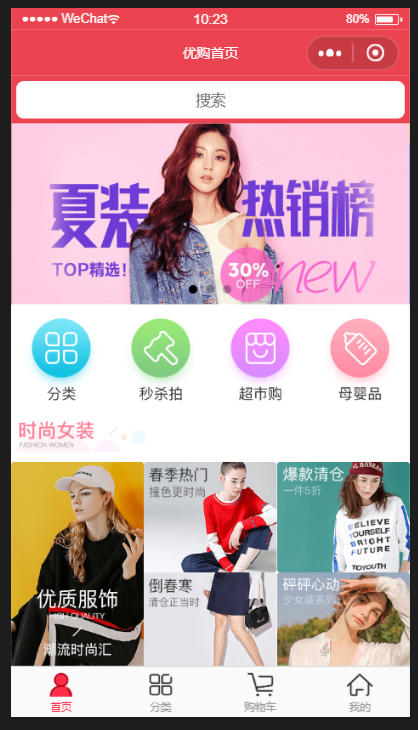 WeChat
10:23
80%
优购首页
搜索
夏装
热销榜
TOP精选!
30%
OFF
new
分类
秒杀拍
超市购
母婴品
时尚女装
FASHION WOMEN
春季热门
撞色更时尚
爆款清仓
一件5折
BELIEVE
YOURSELF
BRIGHT
FUTURE
TOYOUTH
优质服饰
HIGH QUALITY
潮流时尚汇
倒春寒
清仓正当时
砰砰心动
少女装系列
首页
分类
购物车
我的